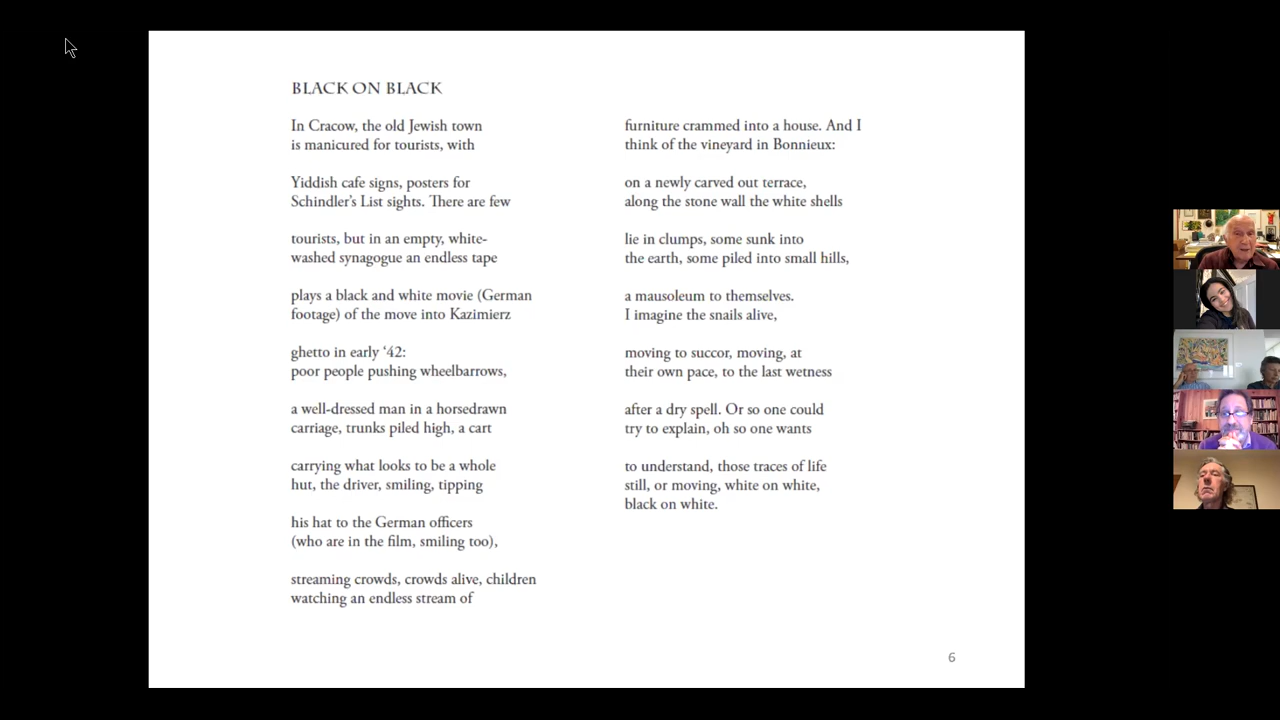 BLACK ON BLACK
In Cracow, the old Jewish town
is manicured for tourists, with
Yiddish cafe signs, posters for
Schindler's List sights. There are few
tourists, but in an empty, white-
washed synagogue an endless tape
plays a black and white movie (German
footage) of the move into Kazimierz
ghetto in early ‘42:
poor people pushing wheelbarrows,
a well-dressed man in a horsedrawn
carriage, trunks piled high, a cart
carrying what looks to be a whole
hut, the driver, smiling, tipping
his hat to the German officers
(who are in the film, smiling too),
streaming crowds, crowds alive, children
watching an endless stream of
furniture crammed into a house. And I
think of the vineyard in Bonnieux:
on a newly carved out terrace,
along the stone wall the white shells
lie in clumps, some sunk into
the earth, some piled into small hills,
a mausoleum to themselves.
I imagine the snails alive,
moving to succor, moving, at
their own pace, to the last wetness
after a dry spell. Or so one could
try to explain, oh so one wants
to understand, those traces of life
still, or moving, white on white,
black on white.
6